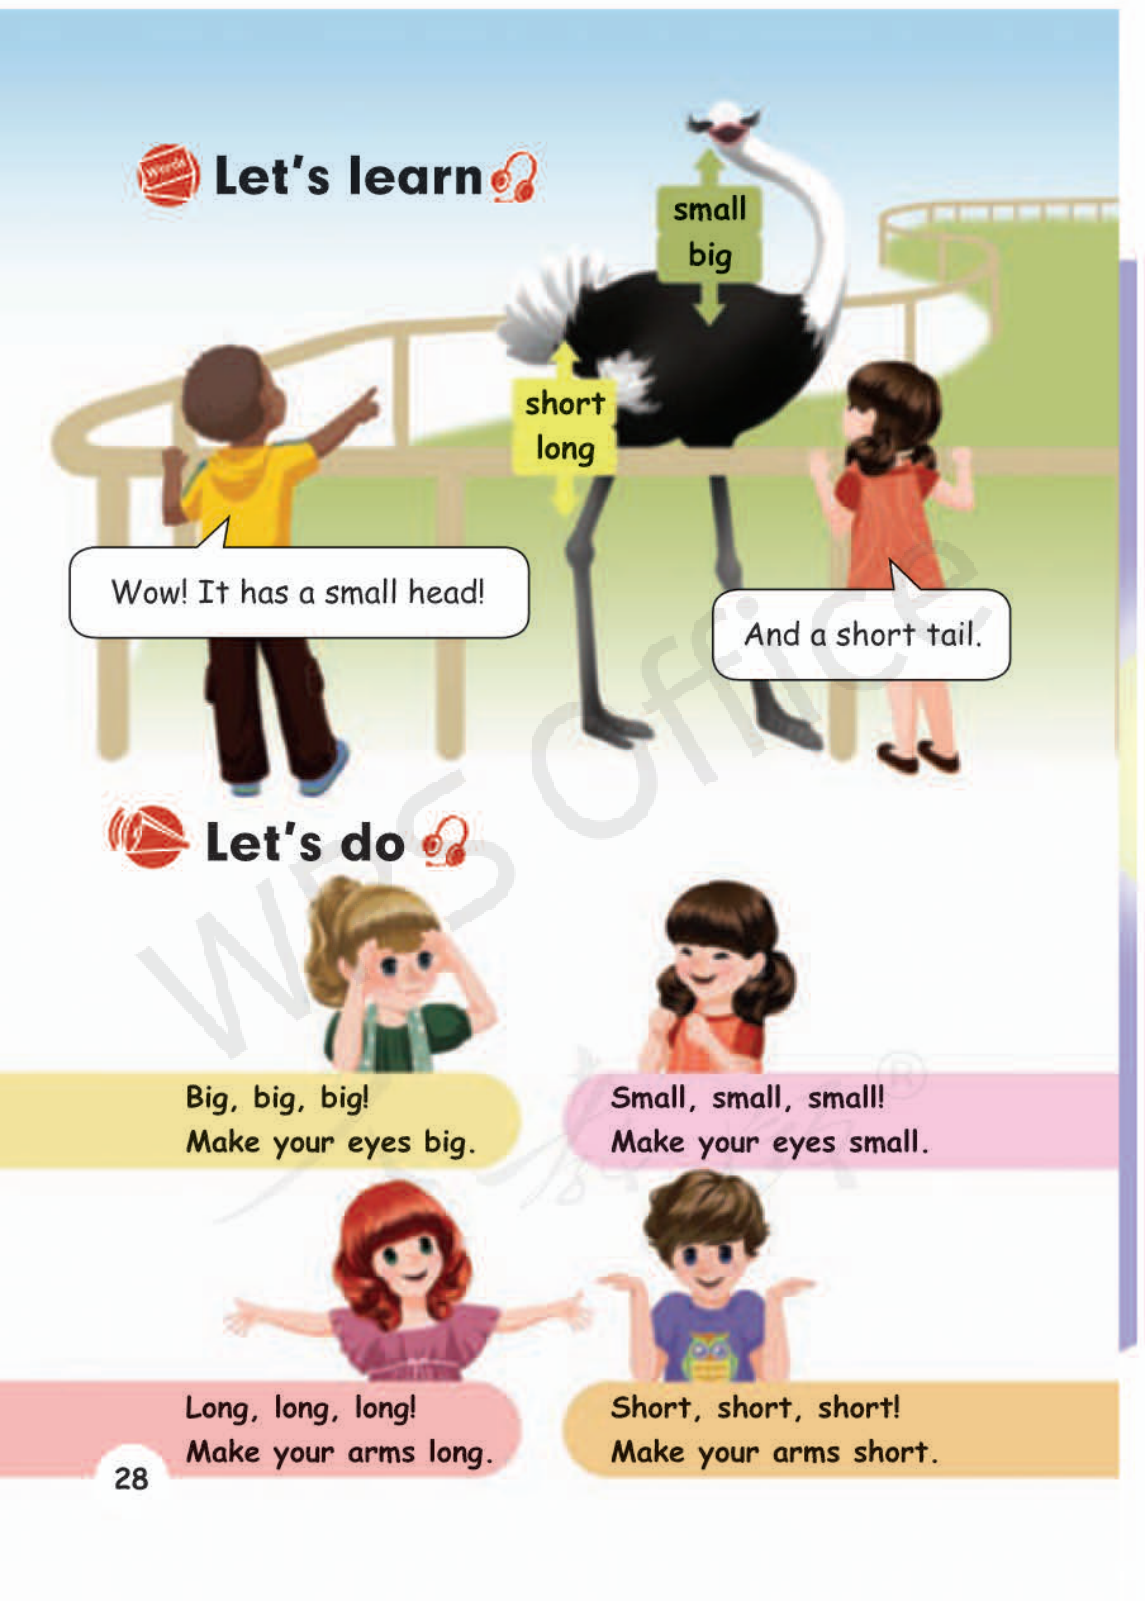 Words
Let's learn
small
big
short
long
Wow! It has a small head!
And a short tail.
Let's do
Big, big, big!
Make your eyes big.
Small, small, small!
Make your eyes small.
Long, long, long!
Make your arms long.
Short, short, short!
Make your arms short.
28
WPS Office
®